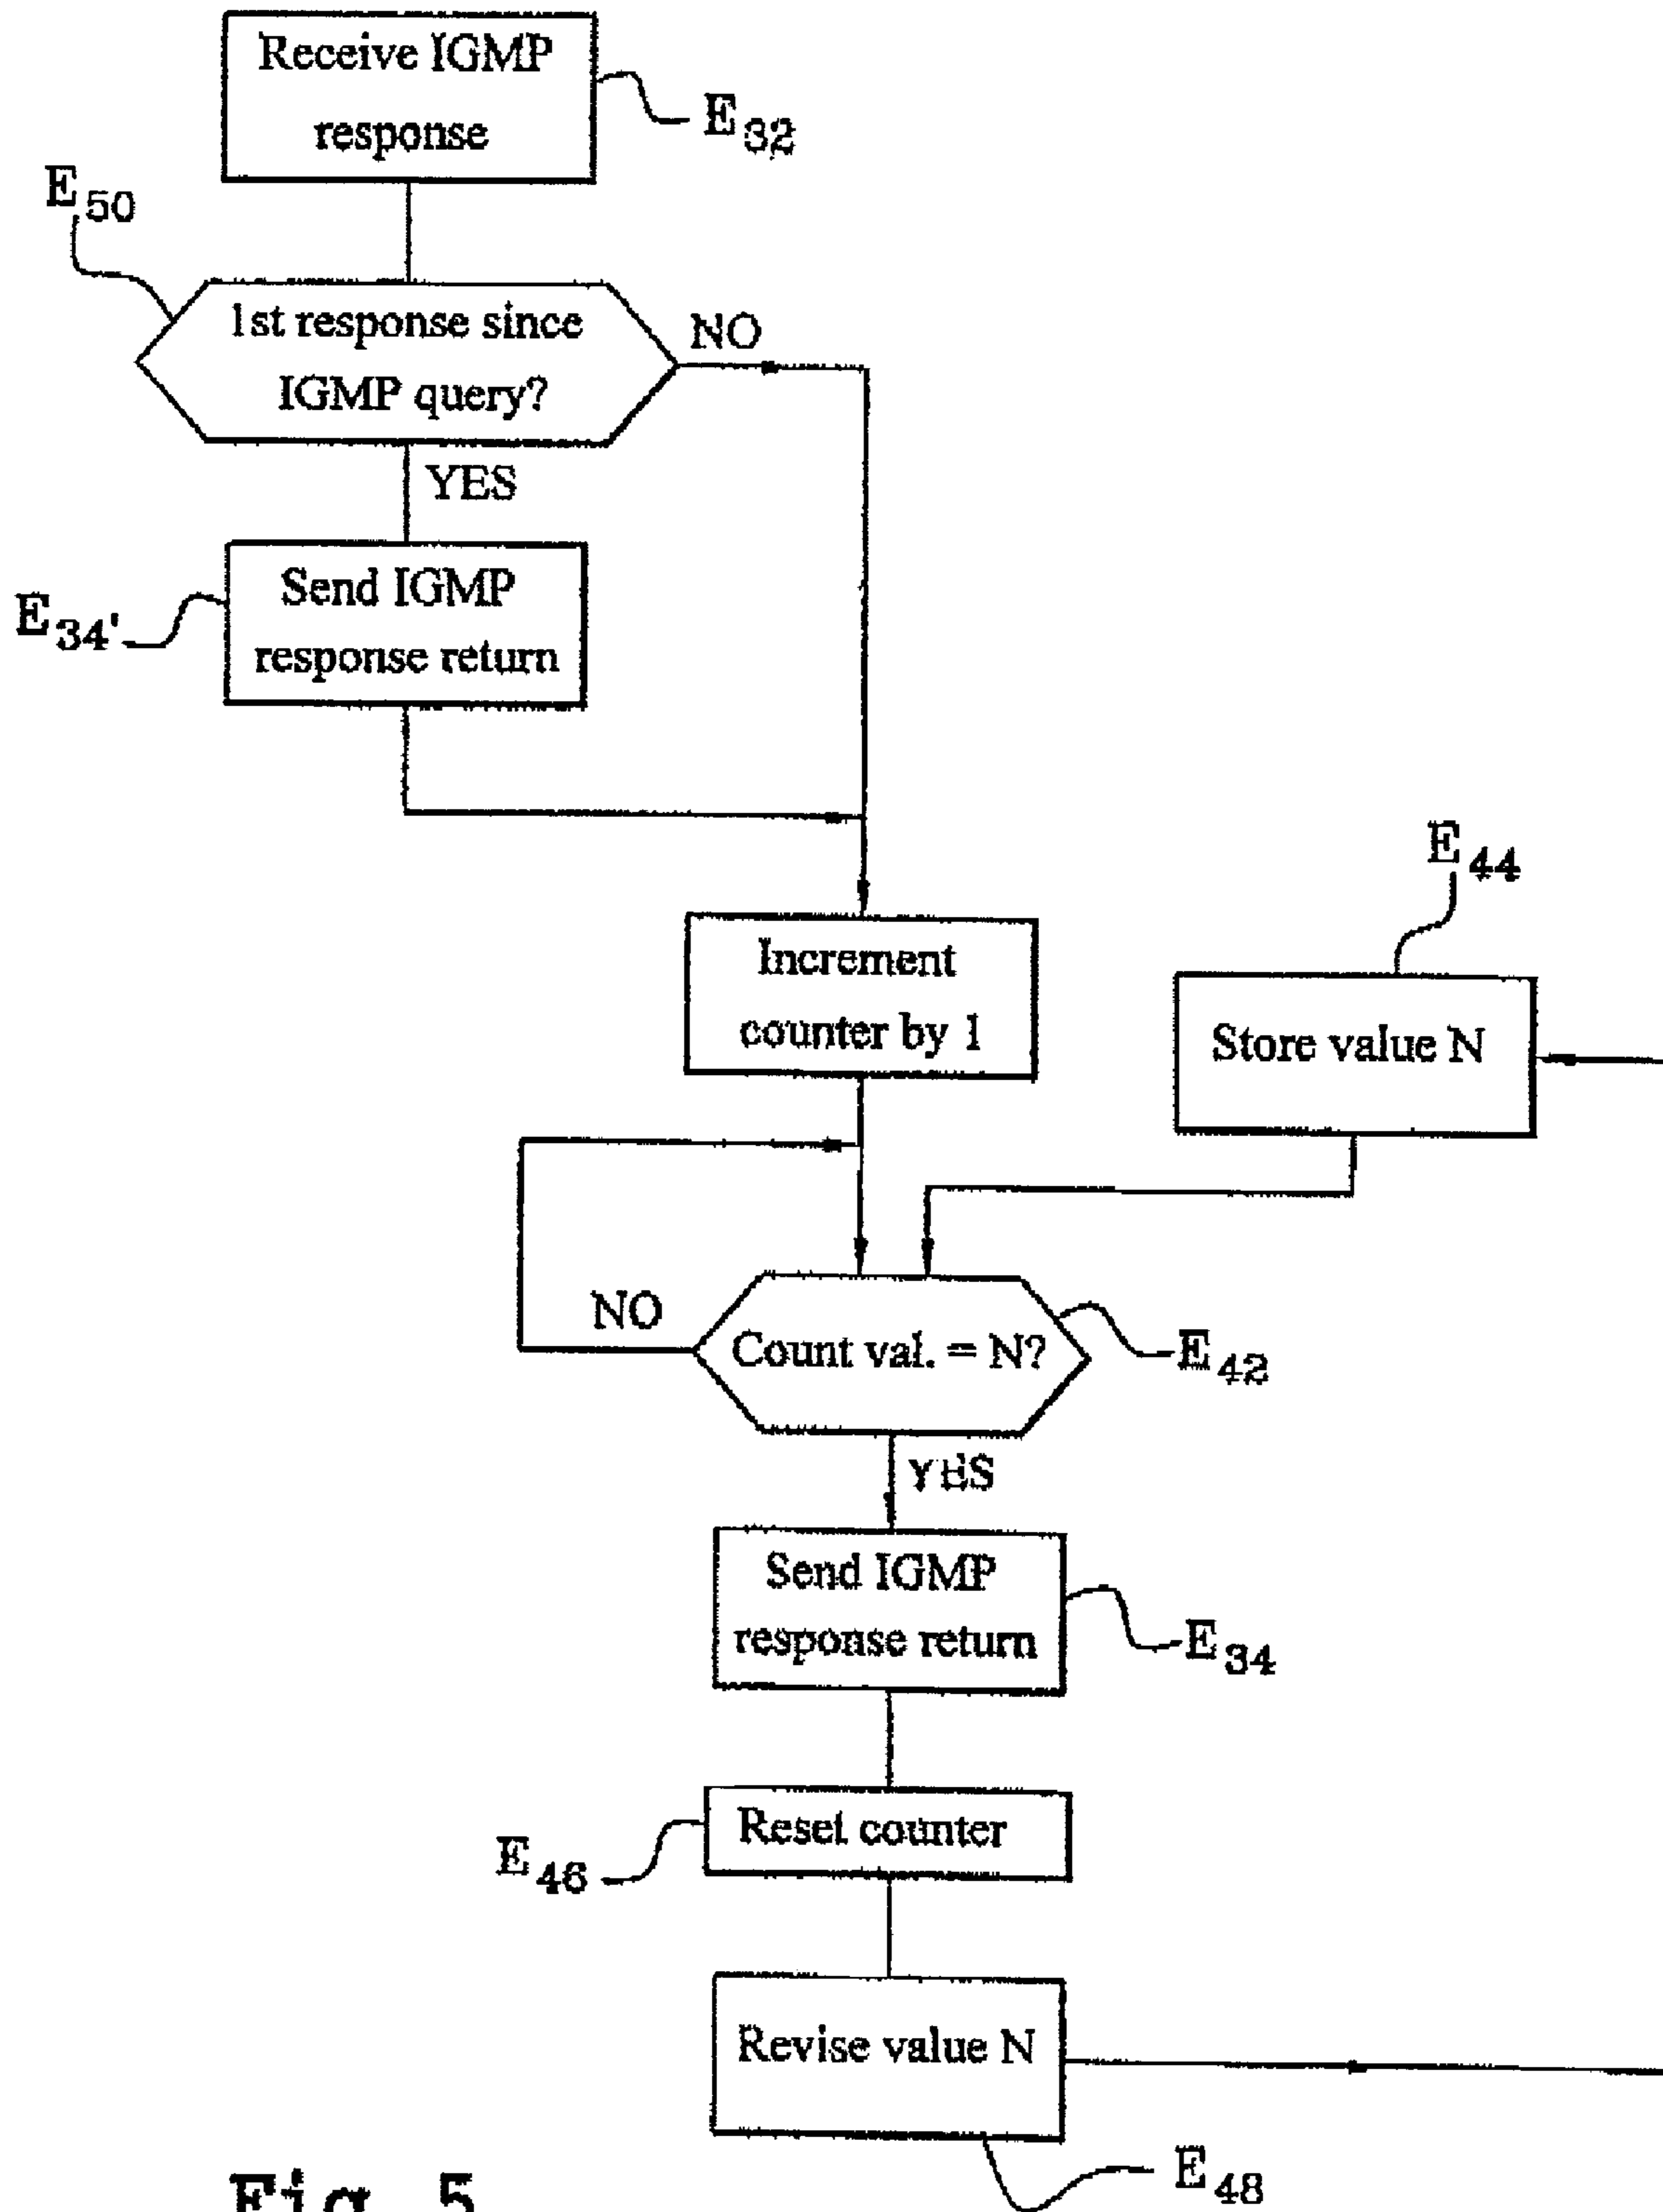 Receive IGMP
response
E32
E50
1st response since
IGMP query?
NO
YES
Send IGMP
response return
E34'
Increment
counter by 1
E44
Store value N
NO
Count val. = N?
E42
YES
Send IGMP
response return
E34
Reset counter
E46
Revise value N
E48
Fig. 5